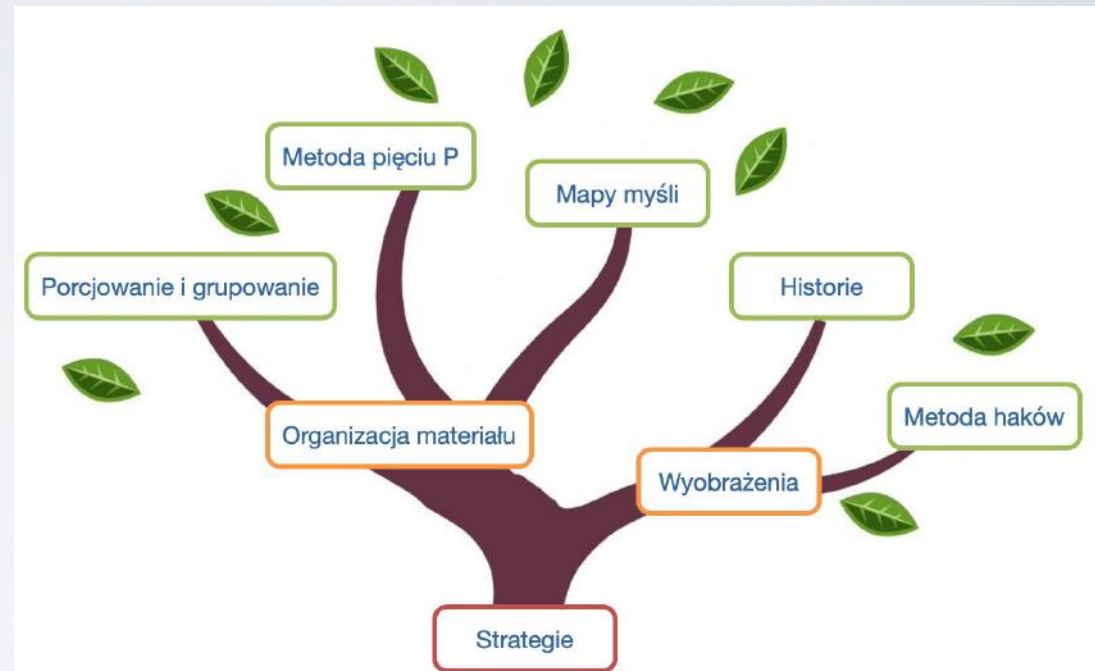 Metoda pięciu P
Mapy myśli
Porcjowanie i grupowanie
Historie
Metoda haków
Organizacja materiału
Wyobrażenia
Strategie